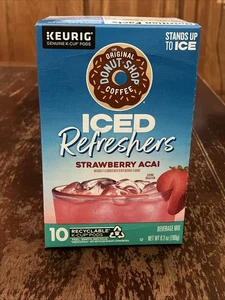 KEURIG
GENUINE K-CUP PODS
STANDS UP
TO ICE
THE
ORIGINAL
DONUT SHOP
COFFEE
ICED
Refreshers
STRAWBERRY ACAI
10 RECYCLABLE
K-CUP PODS
BEVERAGE MIX